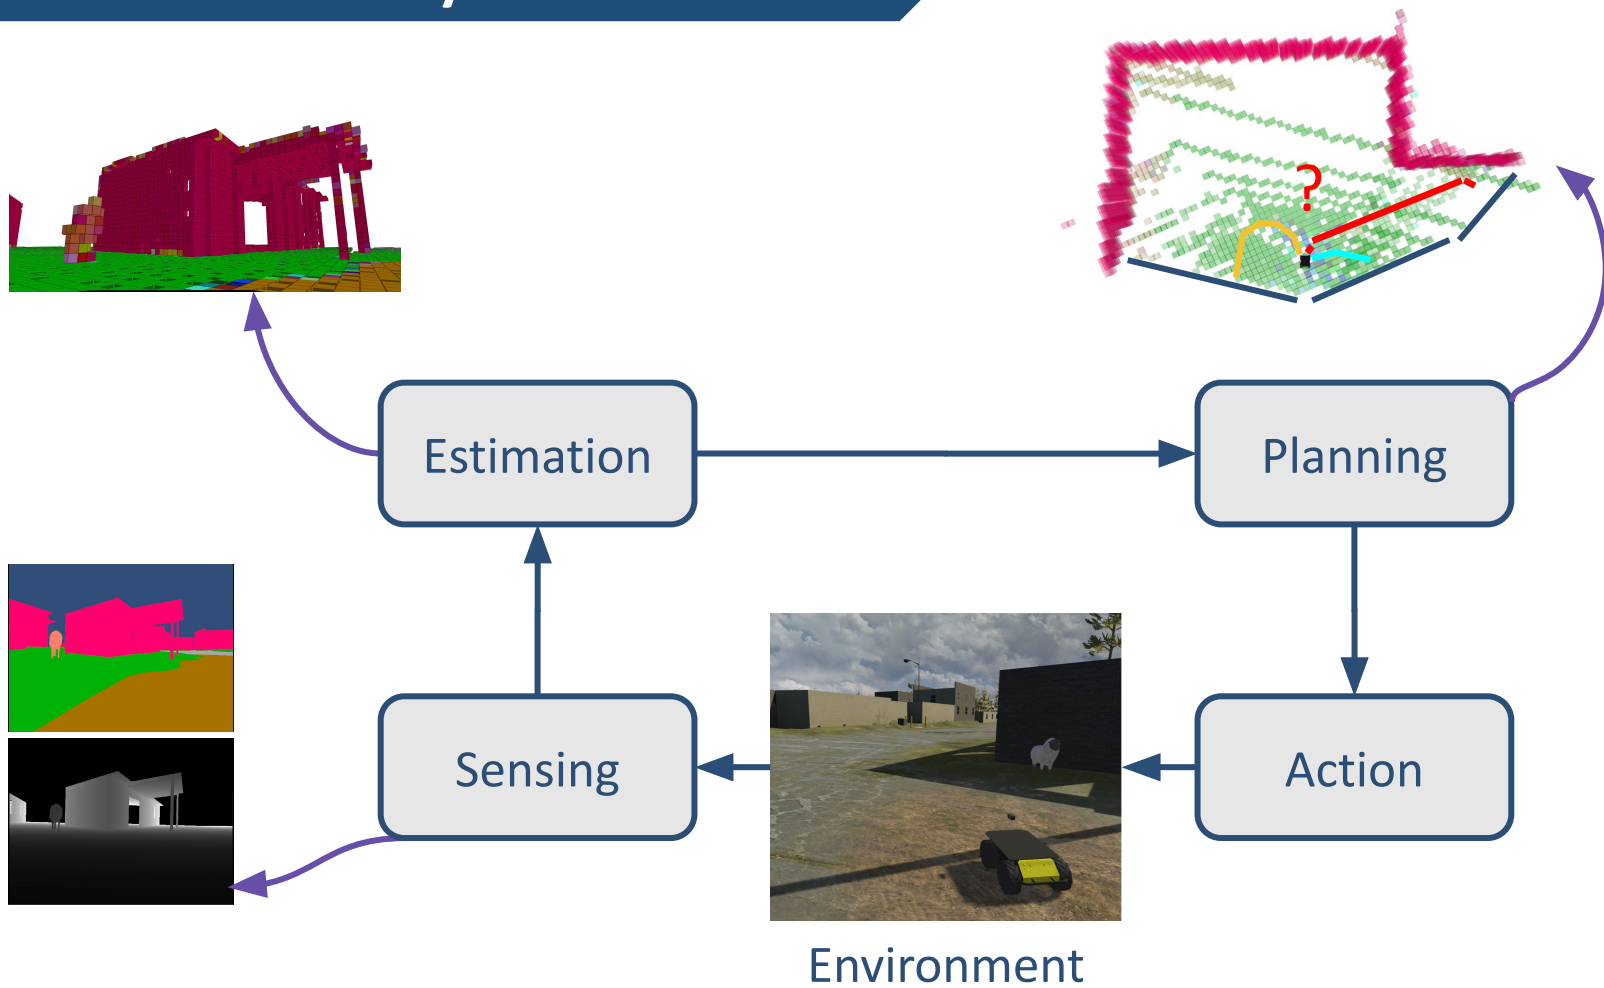 ?
Estimation
Planning
Sensing
Action
Environment